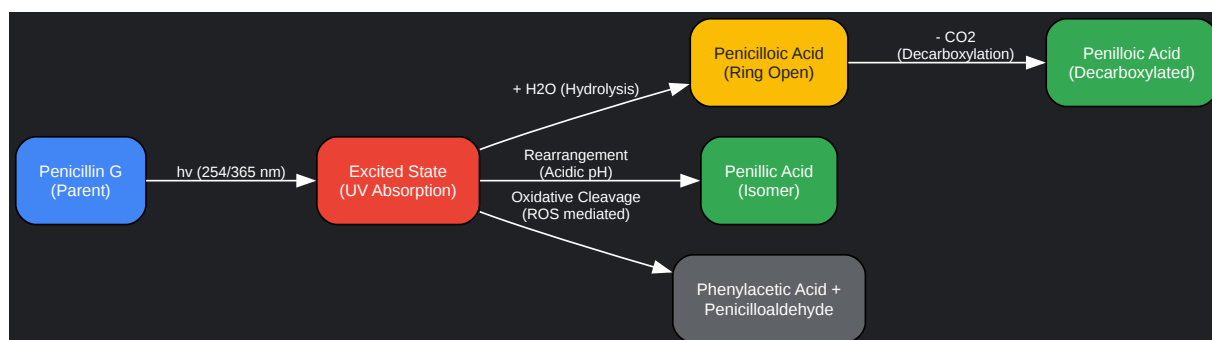 Penicillin G
(Parent)
hv (254/365 nm)
Excited State
(UV Absorption)
+ H2O (Hydrolysis)
Penicilloic Acid
(Ring Open)
- CO2
(Decarboxylation)
Penilloic Acid
(Decarboxylated)
Rearrangement
(Acidic pH)
Penillic Acid
(Isomer)
Oxidative Cleavage
(ROS mediated)
Phenylacetic Acid +
Penicilloaldehyde